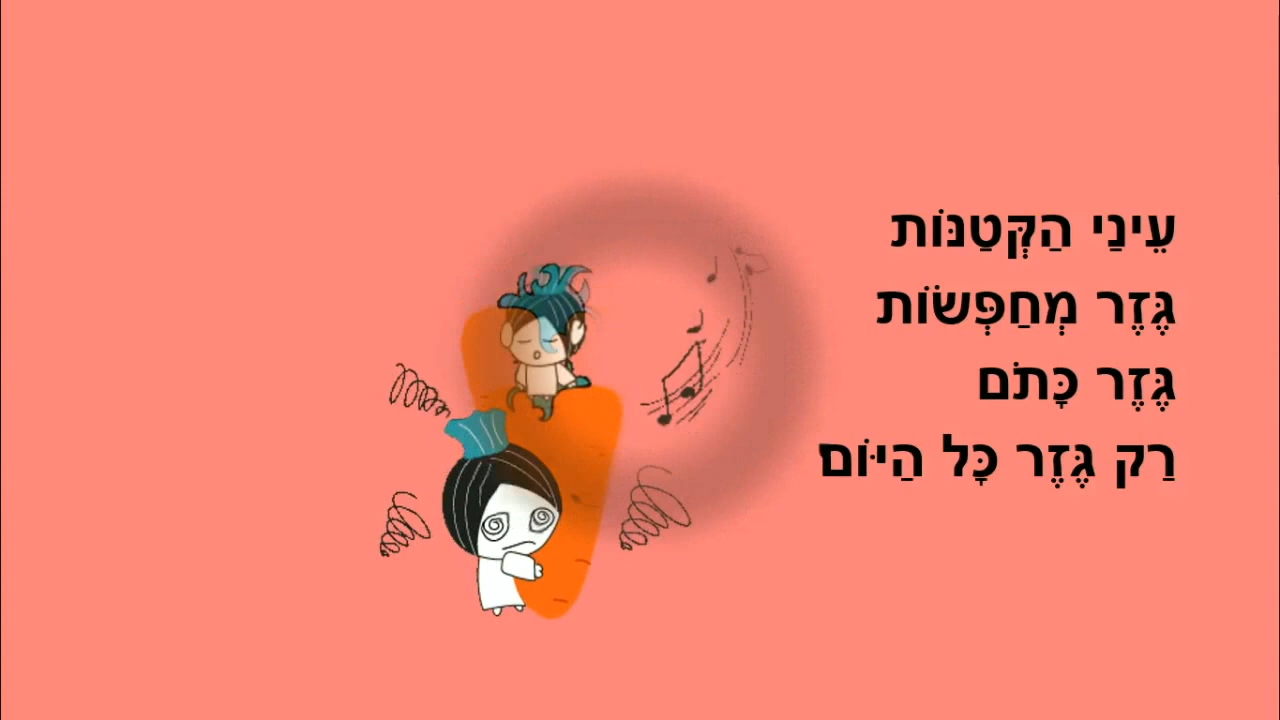 עֵינַי הַקְּטַנּוֹת
גֶּזֶר מְחַפְּשׂוֹת
גֶּזֶר כָּתֹם
רַק גֶּזֶר כָּל הַיּוֹם